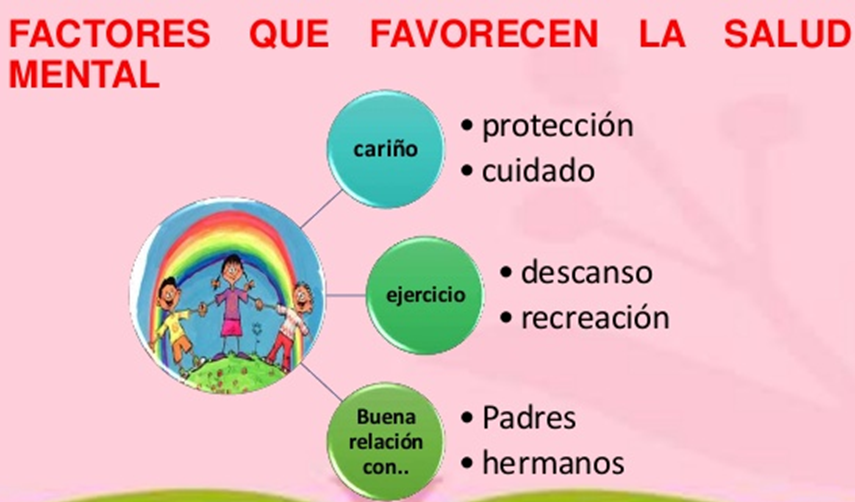 FACTORES QUE FAVORECEN LA SALUD
MENTAL
cariño
• protección
• cuidado
ejercicio
• descanso
• recreación
Buena
relación
con..
• Padres
• hermanos